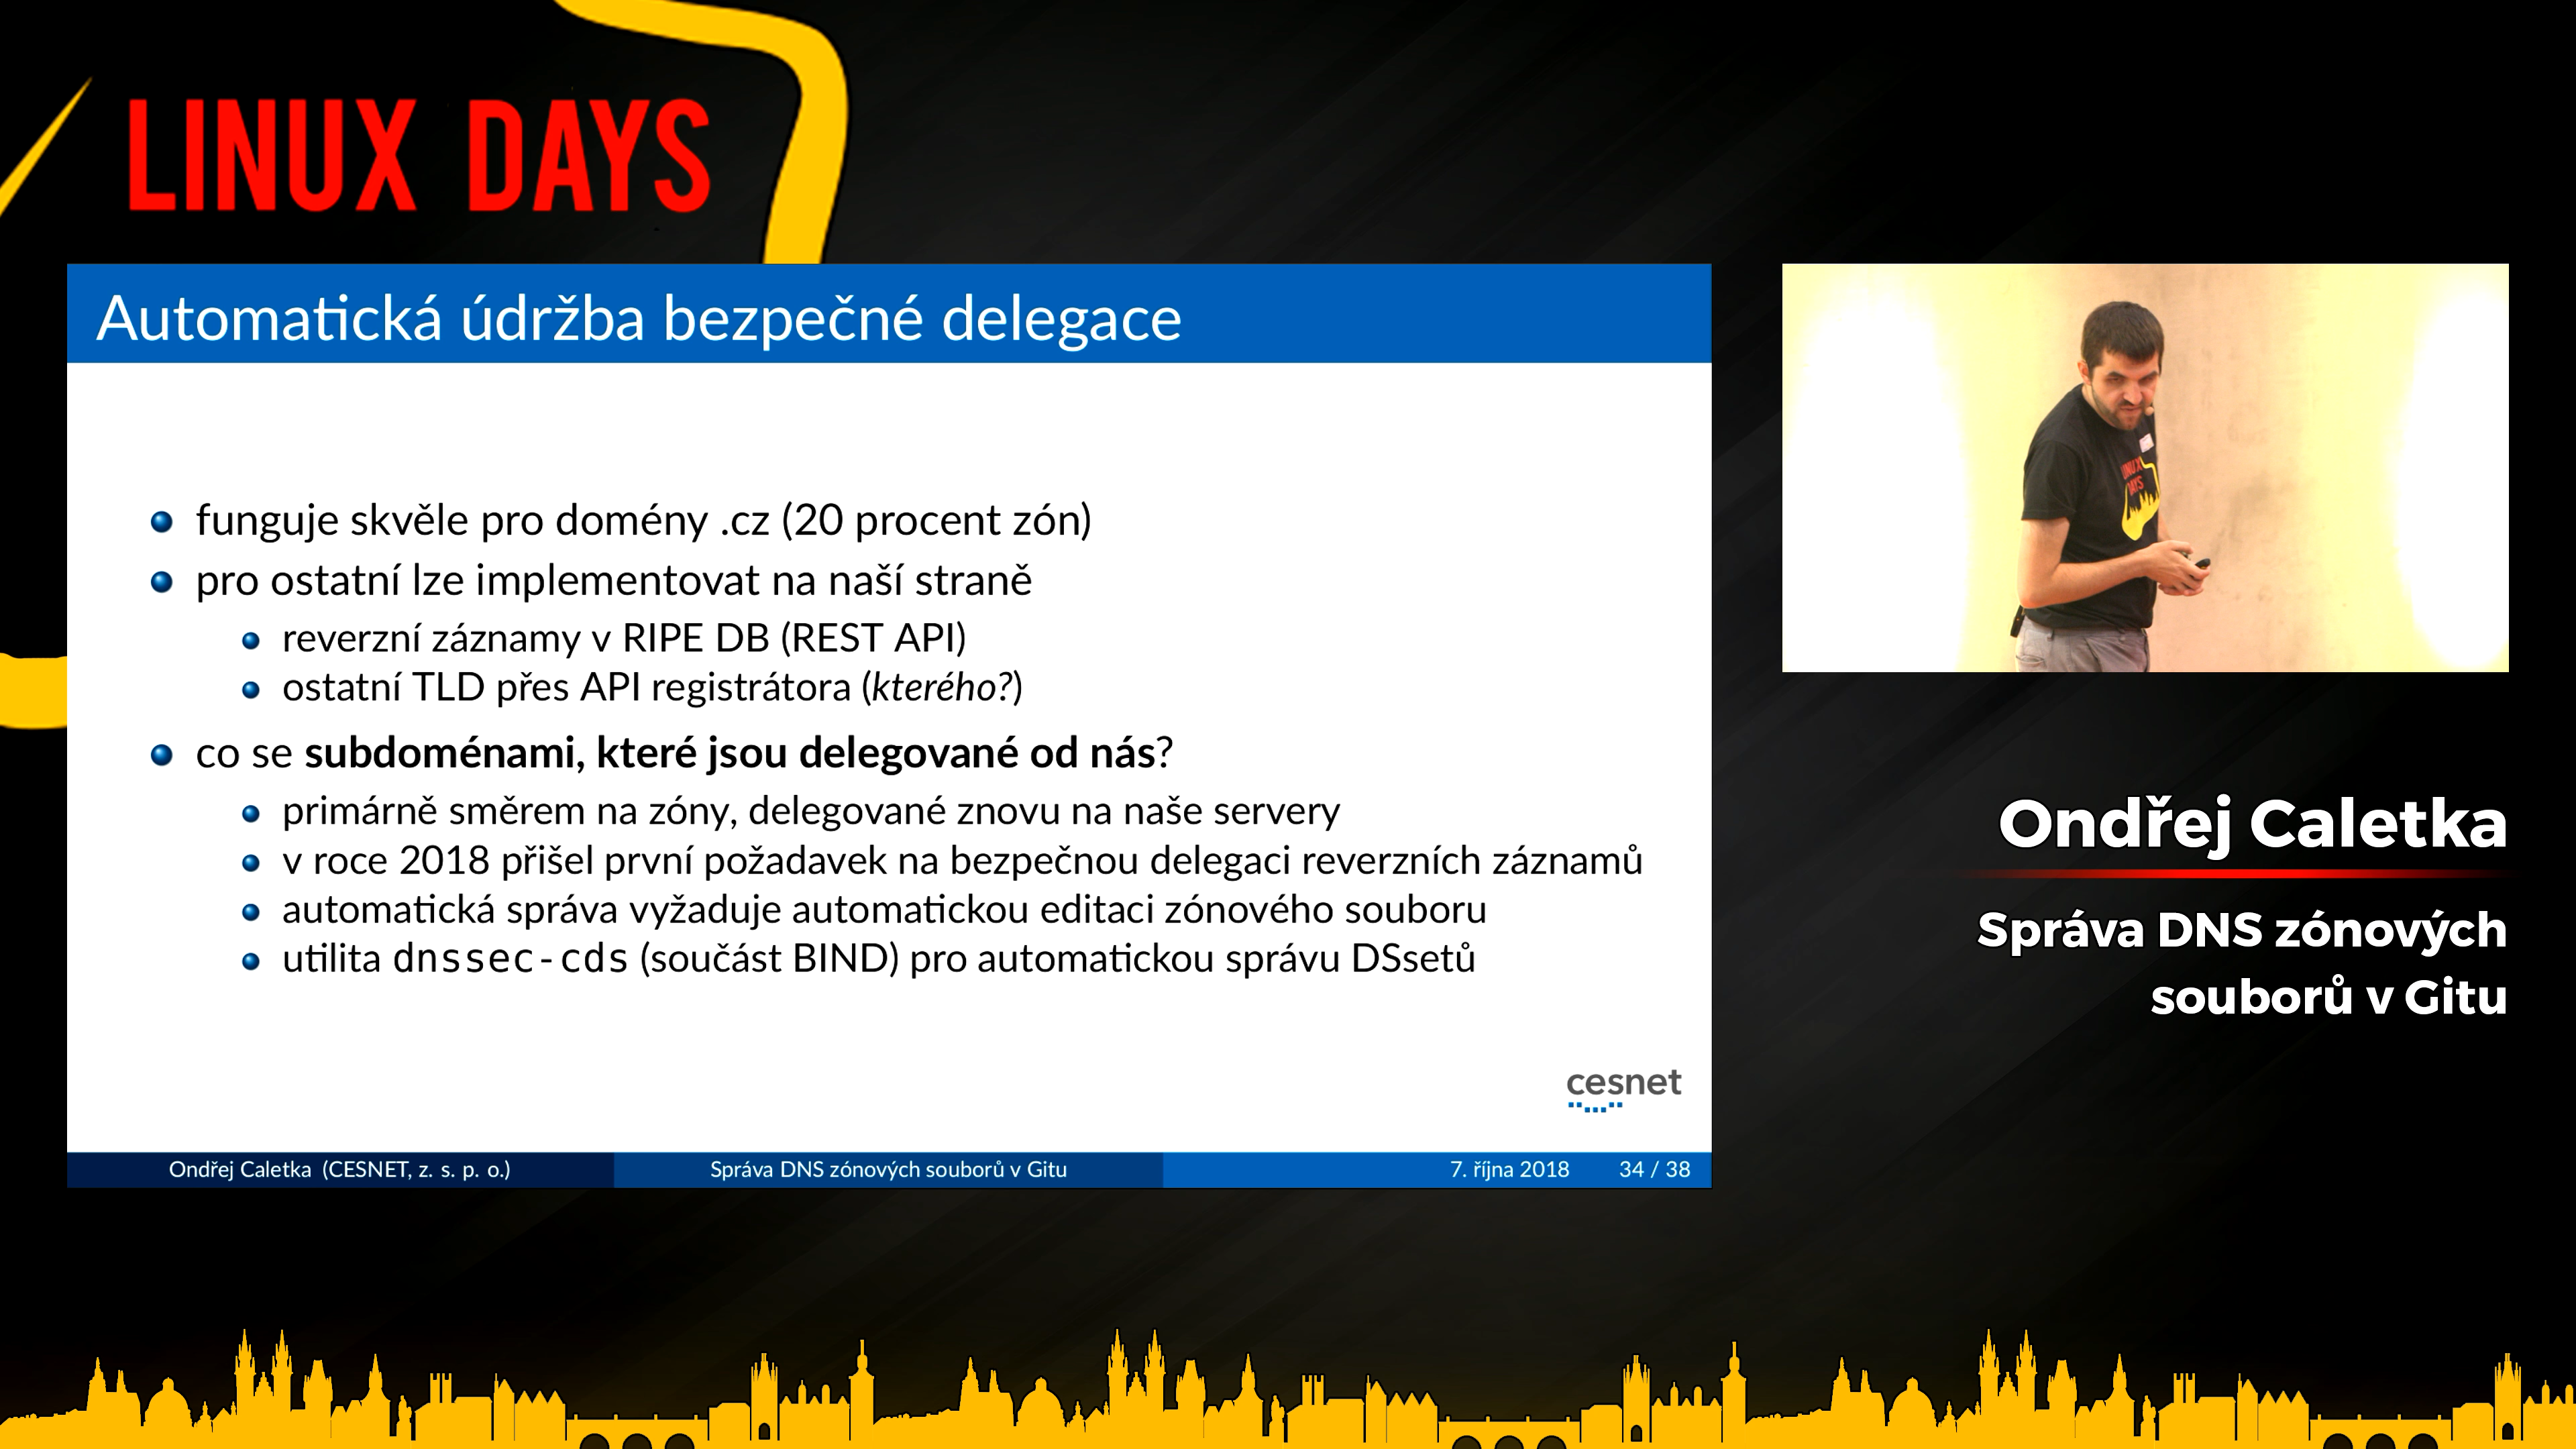 LINUX DAYS
Automatická údržba bezpečné delegace
funguje skvěle pro domény .cz (20 procent zón)
pro ostatní lze implementovat na naší straně
reverzní záznamy v RIPE DB (REST API)
ostatní TLD přes API registrátora (kterého?)
co se subdoménami, které jsou delegované od nás?
primárně směrem na zóny, delegované znovu na naše servery
v roce 2018 přišel první požadavek na bezpečnou delegaci reverzních záznamů
automatická správa vyžaduje automatickou editaci zónového souboru
utilita dnssec-cds (součást BIND) pro automatickou správu DSsetů
cesnet
Ondřej Caletka (CESNET, z. s. p. o.)
Správa DNS zónových souborů v Gitu
7. října 2018
34 / 38
LINUX
DAYS
Ondřej Caletka
Správa DNS zónových
souborů v Gitu